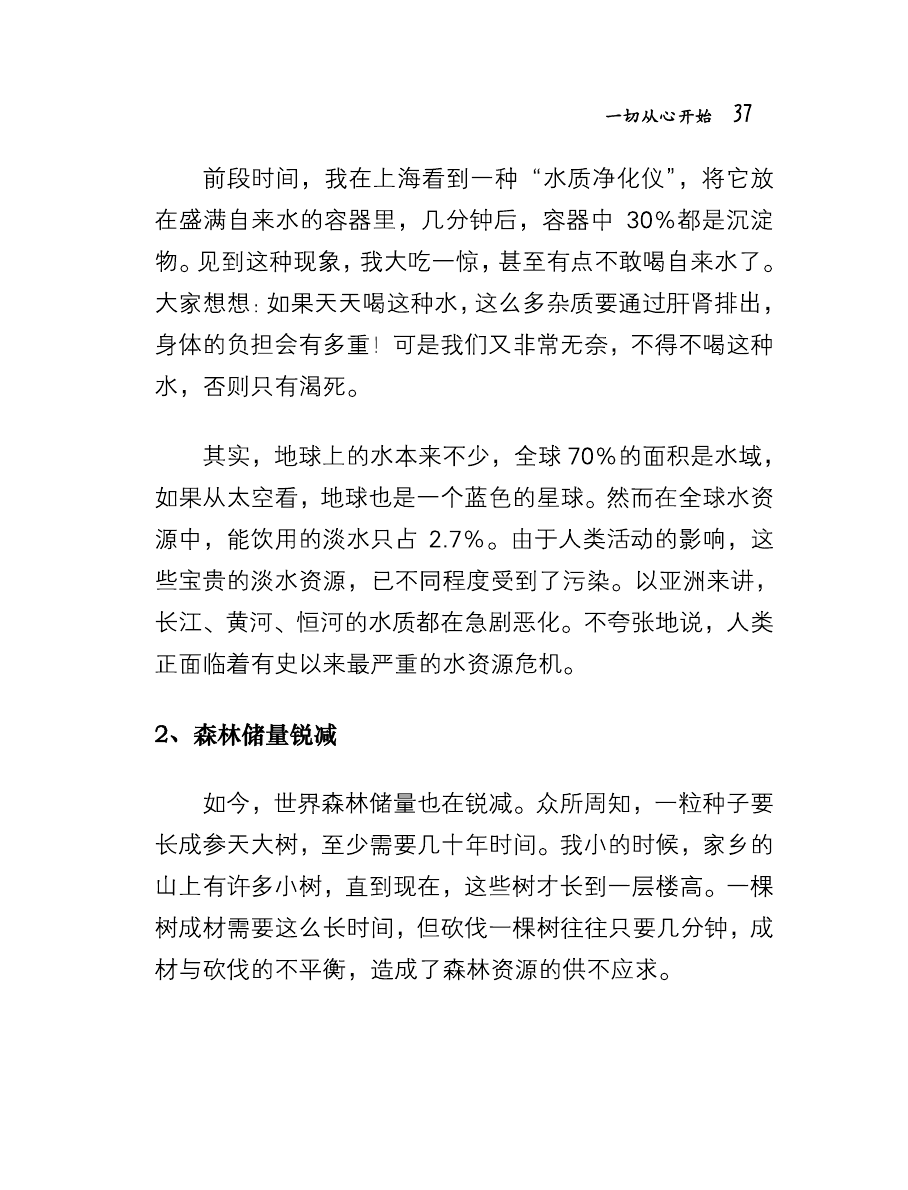 一切从心开始 37
前段时间，我在上海看到一种“水质净化仪”，将它放
在盛满自来水的容器里，几分钟后，容器中 30%都是沉淀
物。见到这种现象，我大吃一惊，甚至有点不敢喝自来水了。
大家想想：如果天天喝这种水，这么多杂质要通过肝肾排出，
身体的负担会有多重！可是我们又非常无奈，不得不喝这种
水，否则只有渴死。
其实，地球上的水本来不少，全球 70%的面积是水域，
如果从太空看，地球也是一个蓝色的星球。然而在全球水资
源中，能饮用的淡水只占 2.7%。由于人类活动的影响，这
些宝贵的淡水资源，已不同程度受到了污染。以亚洲来讲，
长江、黄河、恒河的水质都在急剧恶化。不夸张地说，人类
正面临着有史以来最严重的水资源危机。
2、森林储量锐减
如今，世界森林储量也在锐减。众所周知，一粒种子要
长成参天大树，至少需要几十年时间。我小的时候，家乡的
山上有许多小树，直到现在，这些树才长到一层楼高。一棵
树成材需要这么长时间，但砍伐一棵树往往只要几分钟，成
材与砍伐的不平衡，造成了森林资源的供不应求。